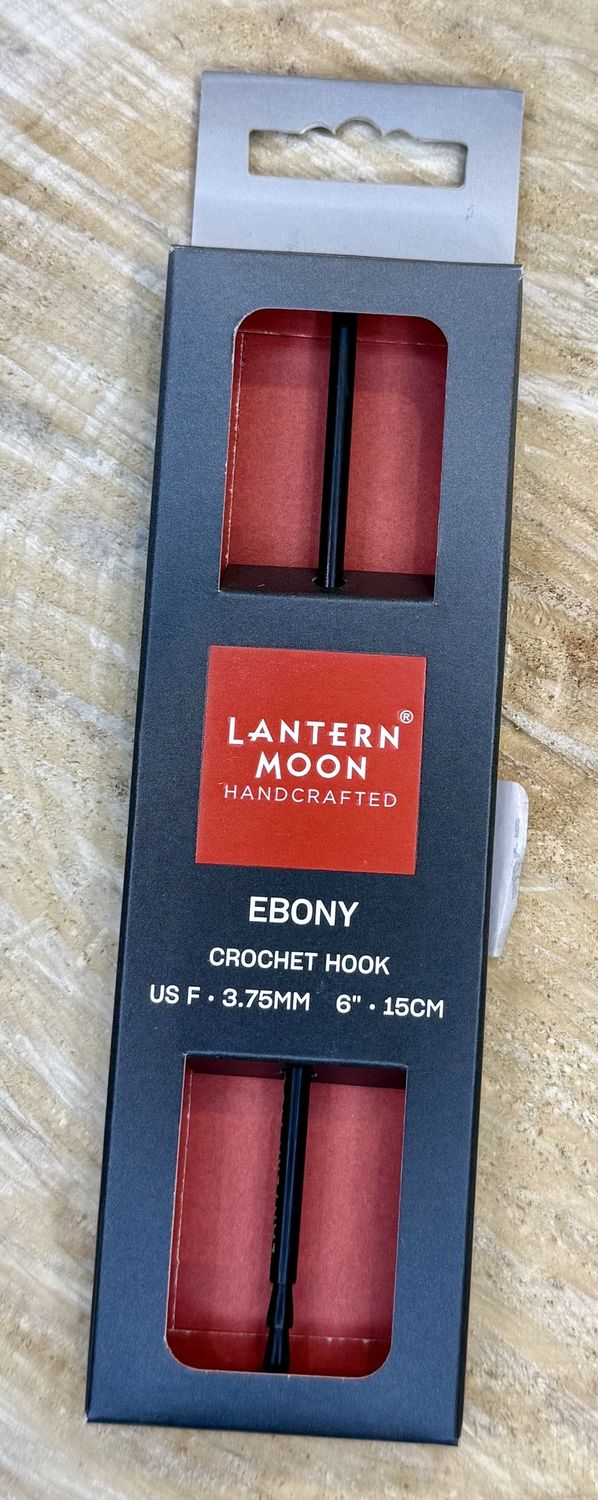 LANTERN®
MOON
HANDCRAFTED
EBONY
CROCHET HOOK
US F • 3.75MM 6" • 15CM